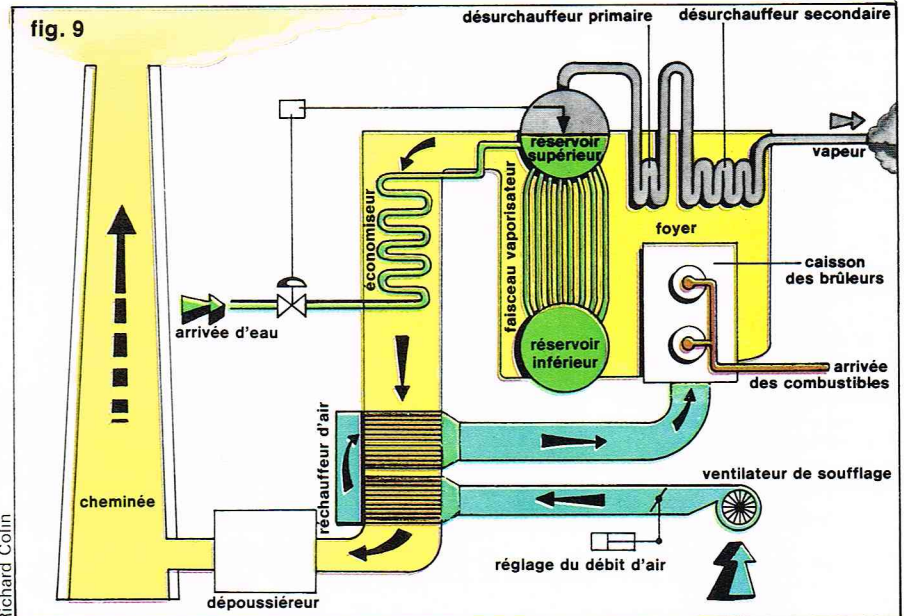 fig. 9
désurchauffeur primaire
désurchauffeur secondaire
réservoir
supérieur
vapeur
économiseur
faisceau vaporisateur
foyer
caisson
des brûleurs
arrivée d'eau
réservoir
inférieur
arrivée
des combustibles
réchauffeur d'air
ventilateur de soufflage
cheminée
réglage du débit d'air
dépoussiéreur
Richard Colin